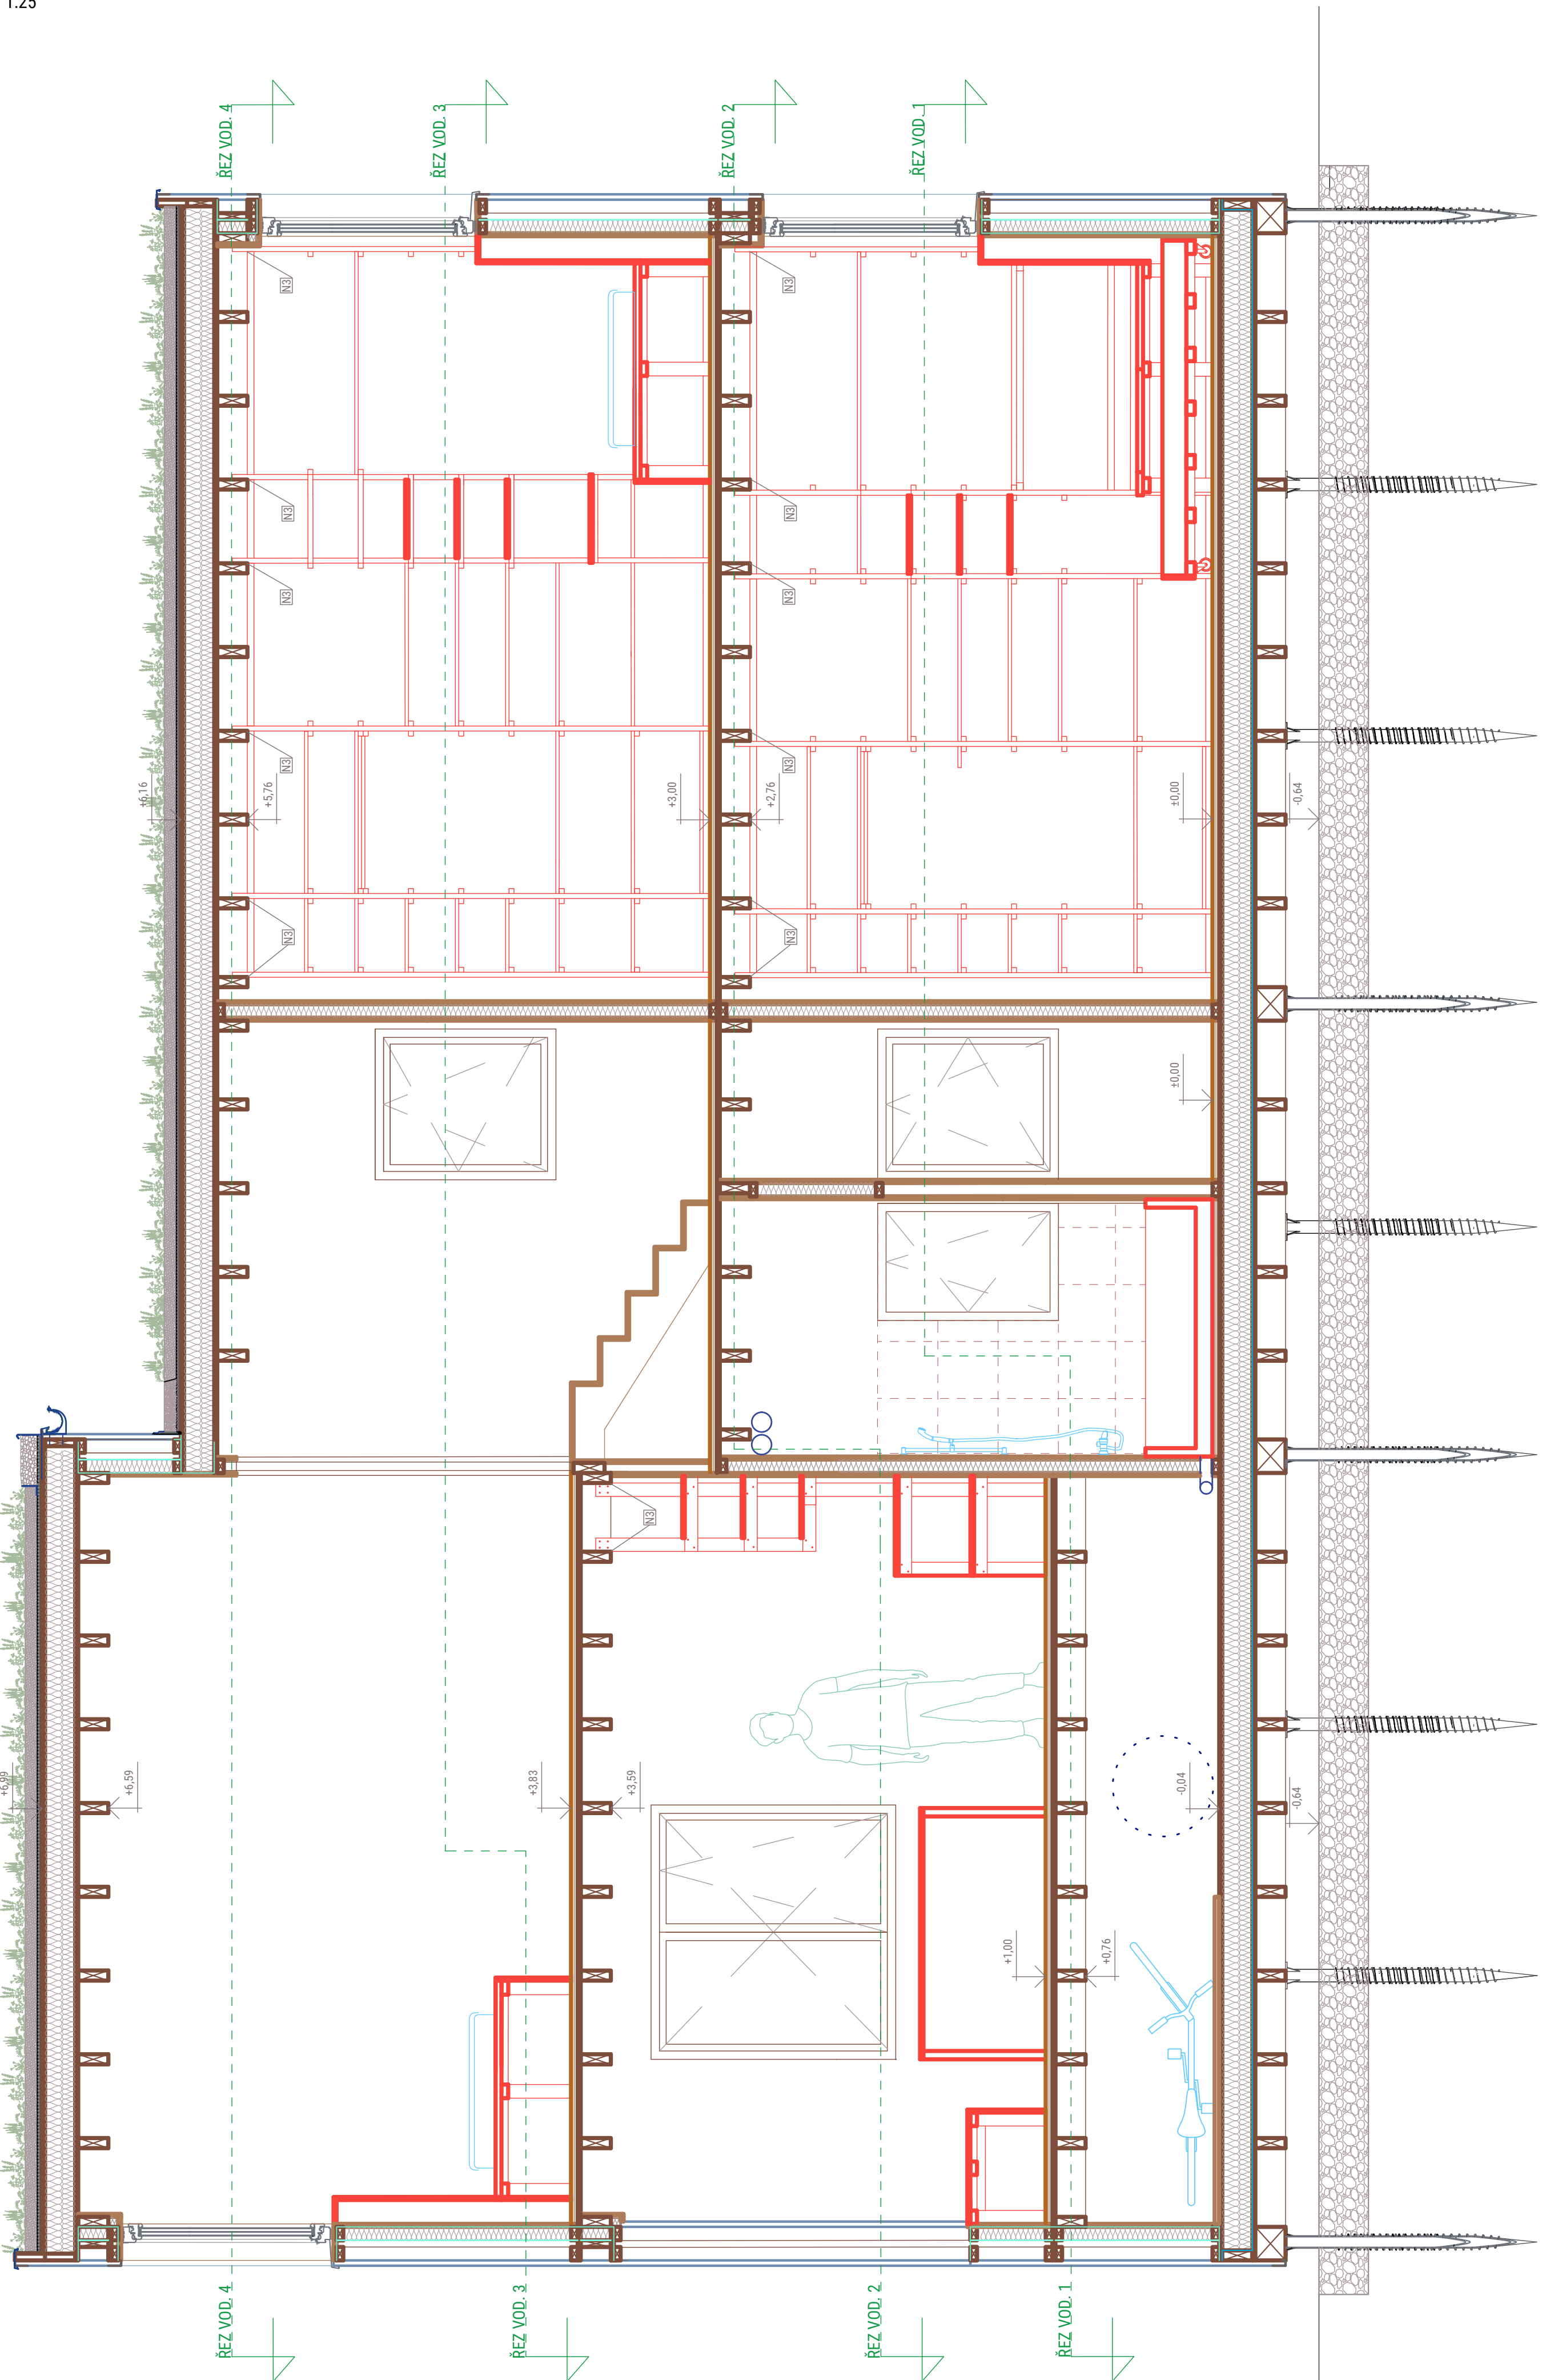 1:25
ŘEZ VOD. 4
ŘEZ VOD. 3
ŘEZ VOD. 2
ŘEZ VOD. 1
N3
N3
N3
N3
N3
N3
N3
N3
+6,16
+5,76
+3,00
+2,76
±0,00
-0,64
N3
N3
±0,00
N3
+6,99
+6,59
+3,83
+3,59
-0,04
-0,64
+1,00
+0,76
ŘEZ VOD. 4
ŘEZ VOD. 3
ŘEZ VOD. 2
ŘEZ VOD. 1